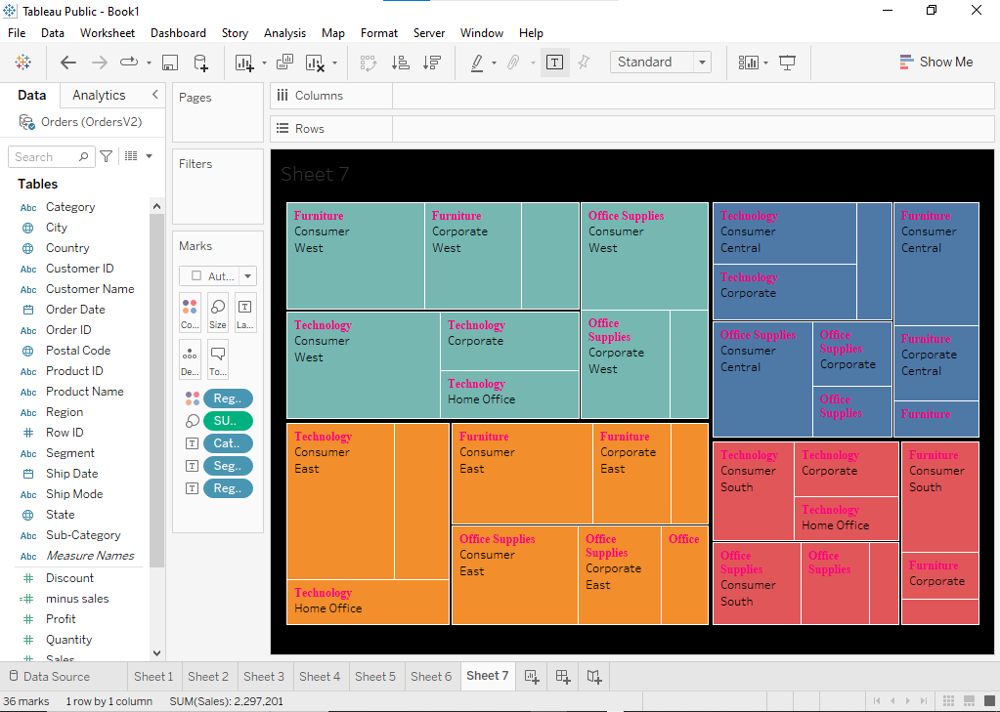 Tableau Public - Book1
File Data Worksheet Dashboard Story Analysis Map Format Server Window Help
Standard
Show Me
Data Analytics
Orders (OrdersV2)
Search
Tables
Abc Category
City
Country
Abc Customer ID
Abc Customer Name
Order Date
Abc Order ID
Postal Code
Abc Product ID
Abc Product Name
Abc Region
Row ID
Abc Segment
Ship Date
Abc Ship Mode
State
Abc Sub-Category
Abc Measure Names
Discount
minus sales
Profit
Quantity
Sales
Pages
Filters
Marks
Aut...
Co... Size La...
De... To...
Reg..
SU..
Cat..
Seg..
Reg..
Columns
Rows
Sheet 7
Furniture
Consumer
West
Furniture
Corporate
West
Office Supplies
Consumer
West
Technology
Consumer
West
Technology
Corporate
Technology
Home Office
Office
Supplies
Corporate
West
Technology
Consumer
Central
Technology
Corporate
Furniture
Consumer
Central
Office Supplies
Consumer
Central
Office
Supplies
Corporate
Office
Supplies
Furniture
Corporate
Central
Furniture
Technology
Consumer
East
Technology
Home Office
Furniture
Consumer
East
Furniture
Corporate
East
Office Supplies
Consumer
East
Office
Supplies
Corporate
East
Office
Technology
Consumer
South
Technology
Corporate
Technology
Home Office
Furniture
Consumer
South
Office
Supplies
Consumer
South
Office
Supplies
Furniture
Corporate
Data Source Sheet 1 Sheet 2 Sheet 3 Sheet 4 Sheet 5 Sheet 6 Sheet 7
36 marks 1 row by 1 column SUM(Sales): 2,297,201